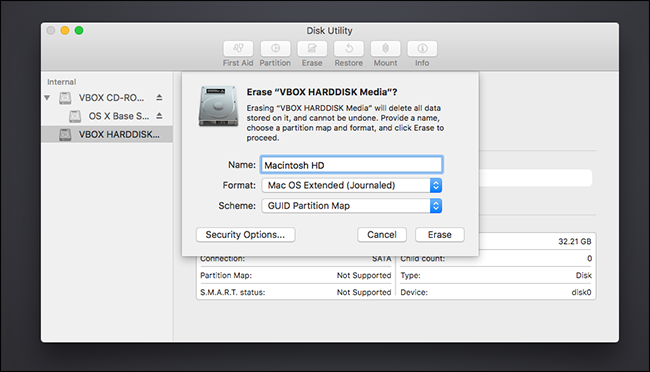 Disk Utility
First Aid Partition Erase Restore Mount Info
Internal
VBOX CD-RO...
OS X Base S...
VBOX HARDDISK...
Erase “VBOX HARDDISK Media”?
Erasing “VBOX HARDDISK Media” will delete all data
stored on it, and cannot be undone. Provide a name,
choose a partition map and format, and click Erase to
proceed.
Name: Macintosh HD
Format: Mac OS Extended (Journaled)
Scheme: GUID Partition Map
Security Options... Cancel Erase
32.21 GB
Connection: SATA Child count: 0
Partition Map: Not Supported Type: Disk
S.M.A.R.T. status: Not Supported Device: disk0